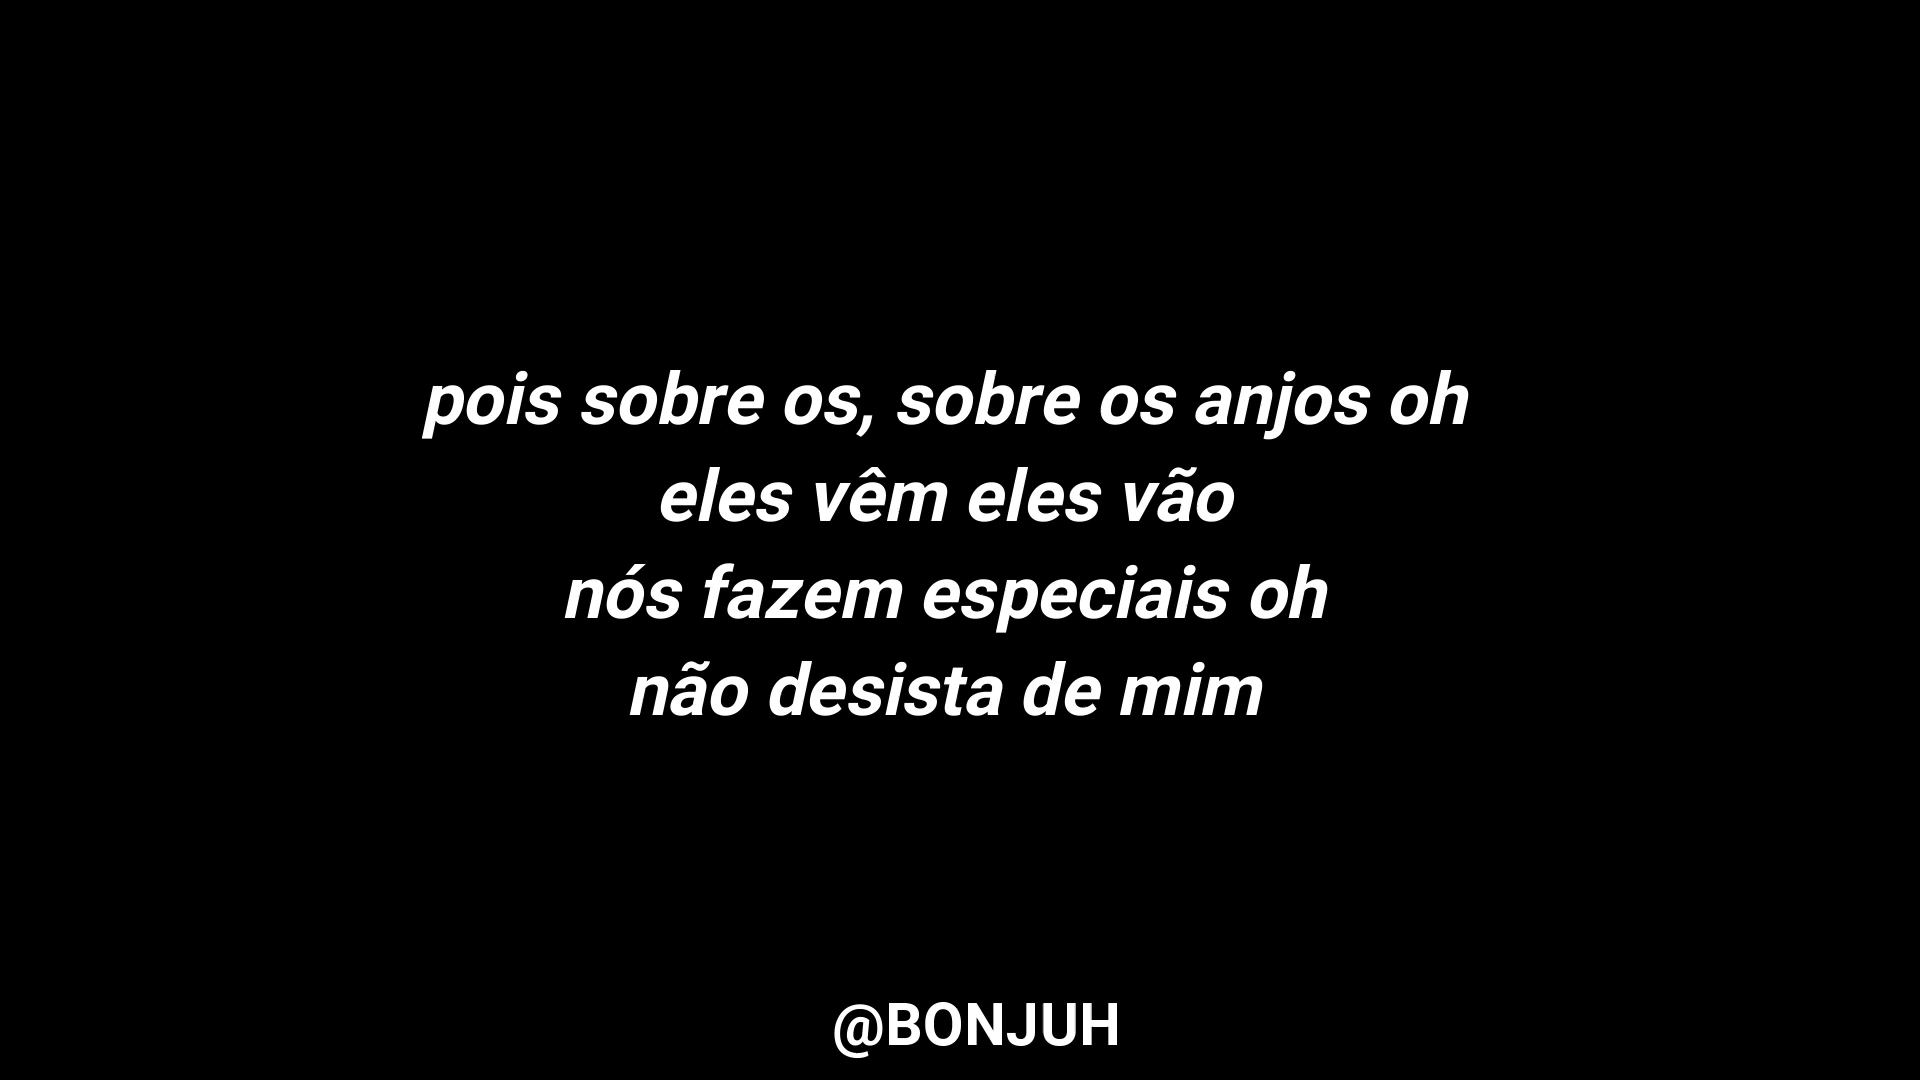 pois sobre os, sobre os anjos oh
eles vêm eles vão
nós fazem especiais oh
não desista de mim
@BONJUH